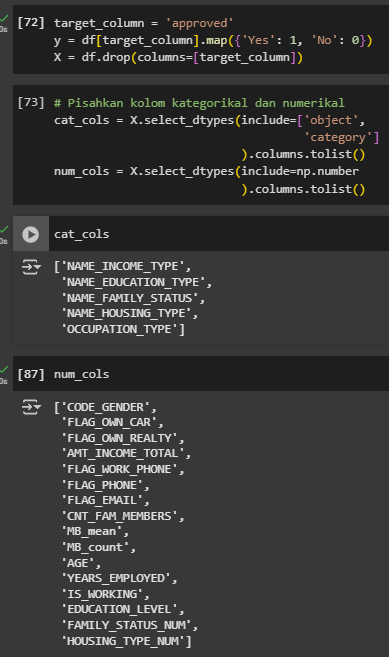 [72] target_column = 'approved'
y = df[target_column].map({'Yes': 1, 'No': 0})
X = df.drop(columns=[target_column])
0s
[73] # Pisahkan kolom kategorikal dan numerikal
cat_cols = X.select_dtypes(include=['object',
'category']
).columns.tolist()
num_cols = X.select_dtypes(include=np.number
).columns.tolist()
cat_cols
0s
['NAME_INCOME_TYPE',
'NAME_EDUCATION_TYPE',
'NAME_FAMILY_STATUS',
'NAME_HOUSING_TYPE',
'OCCUPATION_TYPE']
[87] num_cols
0s
['CODE_GENDER',
'FLAG_OWN_CAR',
'FLAG_OWN_REALTY',
'AMT_INCOME_TOTAL',
'FLAG_WORK_PHONE',
'FLAG_PHONE',
'FLAG_EMAIL',
'CNT_FAM_MEMBERS',
'MB_mean',
'MB_count',
'AGE',
'YEARS_EMPLOYED',
'IS_WORKING',
'EDUCATION_LEVEL',
'FAMILY_STATUS_NUM',
'HOUSING_TYPE_NUM']